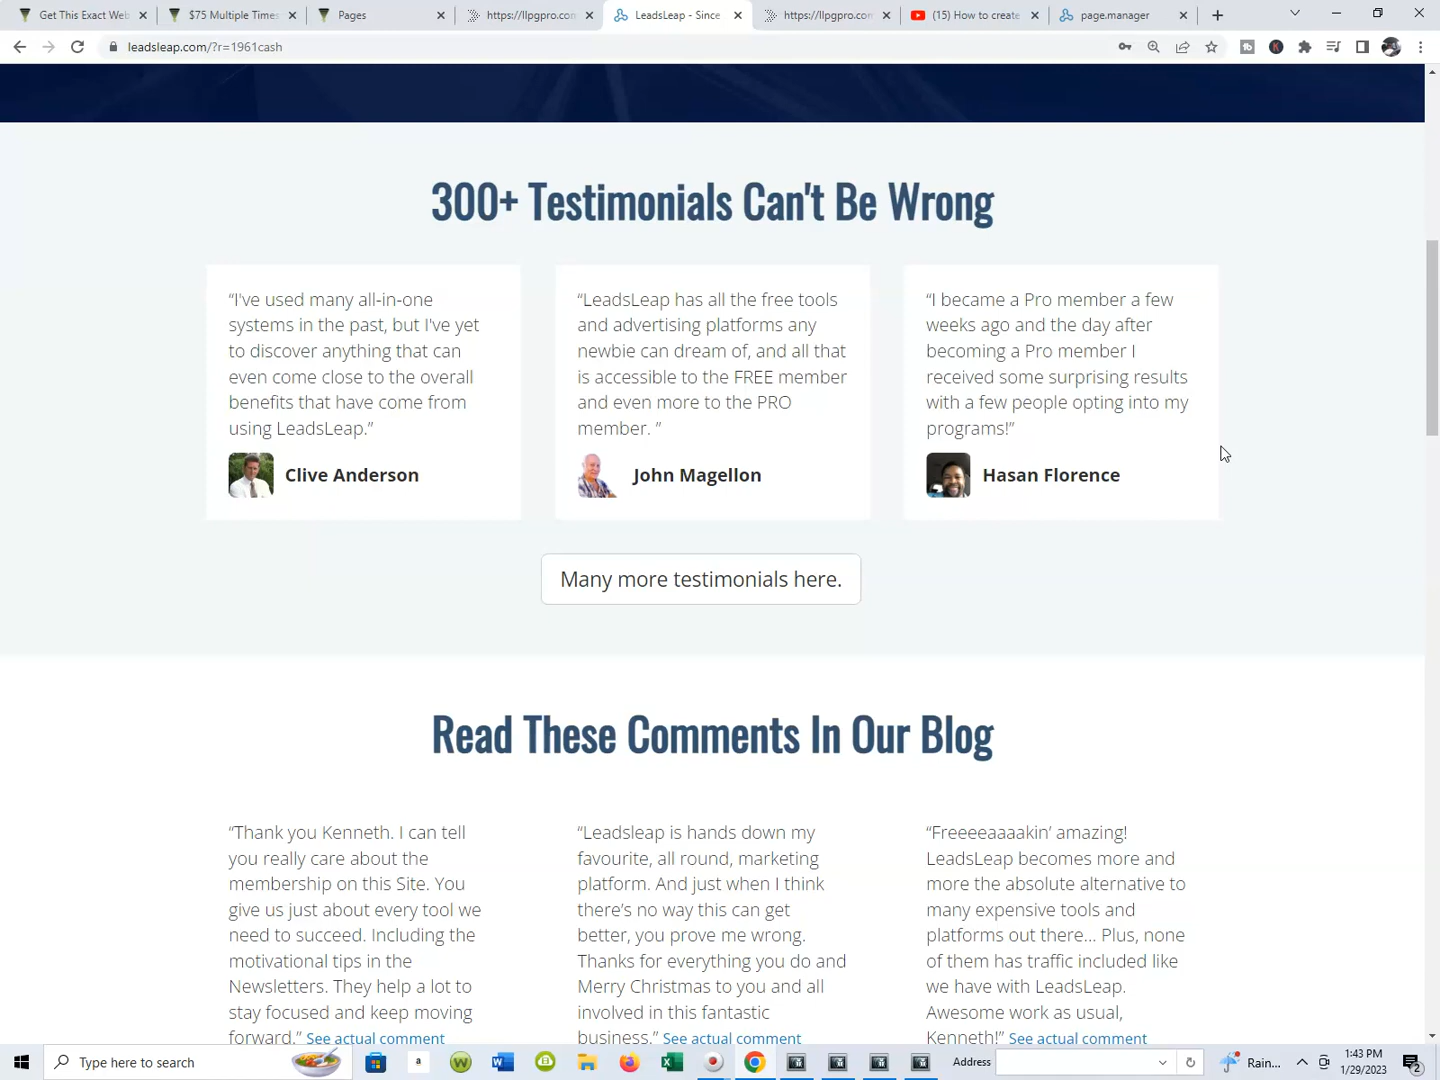 Get This Exact Web
$75 Multiple Times
Pages
https://llpgpro.con
LeadsLeap - Since
https://llpgpro.com
(15) How to create
page.manager
leadsleap.com/?r=1961cash
300+ Testimonials Can't Be Wrong
“I've used many all-in-one
systems in the past, but I've yet
to discover anything that can
even come close to the overall
benefits that have come from
using LeadsLeap.”
Clive Anderson
“LeadsLeap has all the free tools
and advertising platforms any
newbie can dream of, and all that
is accessible to the FREE member
and even more to the PRO
member. ”
John Magellon
“I became a Pro member a few
weeks ago and the day after
becoming a Pro member I
received some surprising results
with a few people opting into my
programs!”
Hasan Florence
Many more testimonials here.
Read These Comments In Our Blog
“Thank you Kenneth. I can tell
you really care about the
membership on this Site. You
give us just about every tool we
need to succeed. Including the
motivational tips in the
Newsletters. They help a lot to
stay focused and keep moving
forward.” See actual comment
“Leadsleap is hands down my
favourite, all round, marketing
platform. And just when I think
there’s no way this can get
better, you prove me wrong.
Thanks for everything you do and
Merry Christmas to you and all
involved in this fantastic
business.” See actual comment
“Freeeeaaaakin’ amazing!
LeadsLeap becomes more and
more the absolute alternative to
many expensive tools and
platforms out there… Plus, none
of them has traffic included like
we have with LeadsLeap.
Awesome work as usual,
Kenneth!” See actual comment
Type here to search
Address
Rain...
1:43 PM
1/29/2023
2